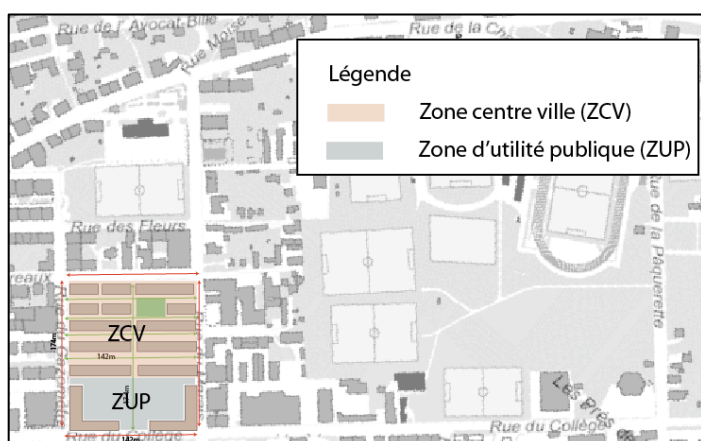 Rue de l'Avocat-Bille
Rue Moïse-
Rue de la
Légende
Zone centre ville (ZCV)
Zone d'utilité publique (ZUP)
Rue des Fleurs
Rue de la Pâquerette
reaux
174m
ZCV
142m
ZUP
Les Prés
Rue du Collège
Rue du Collège
142m